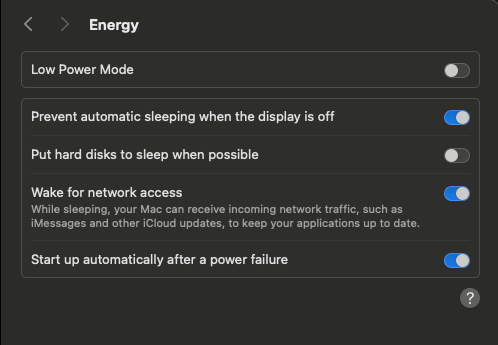 Energy
Low Power Mode
Prevent automatic sleeping when the display is off
Put hard disks to sleep when possible
Wake for network access
While sleeping, your Mac can receive incoming network traffic, such as
iMessages and other iCloud updates, to keep your applications up to date.
Start up automatically after a power failure
?